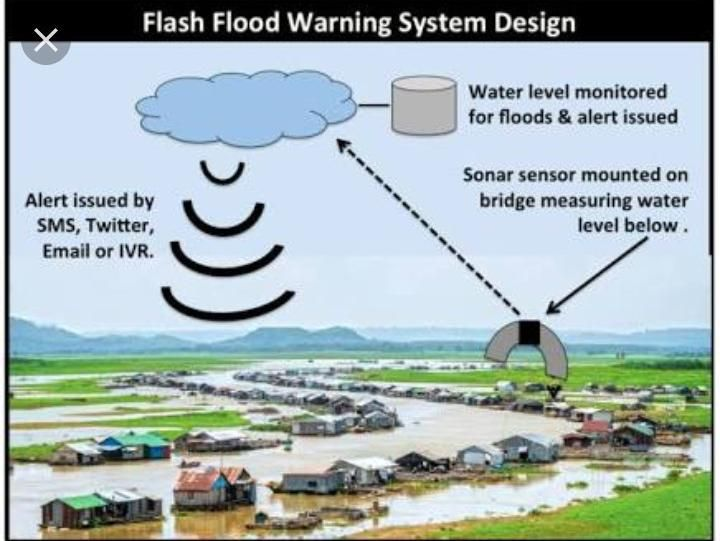 Flash Flood Warning System Design
Water level monitored
for floods & alert issued
Sonar sensor mounted on
bridge measuring water
level below .
Alert issued by
SMS, Twitter,
Email or IVR.